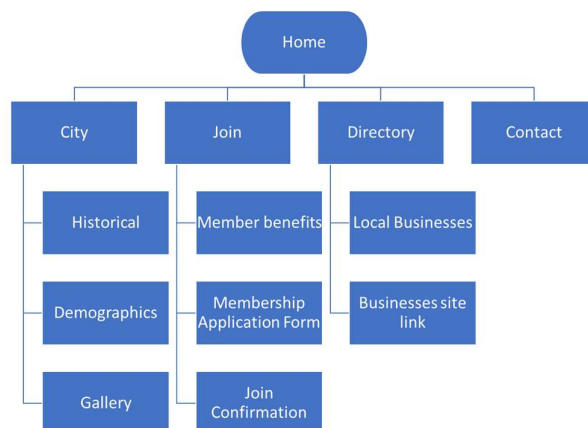 Home
City
Join
Directory
Contact
Historical
Member benefits
Local Businesses
Demographics
Membership
Application Form
Businesses site
link
Gallery
Join
Confirmation